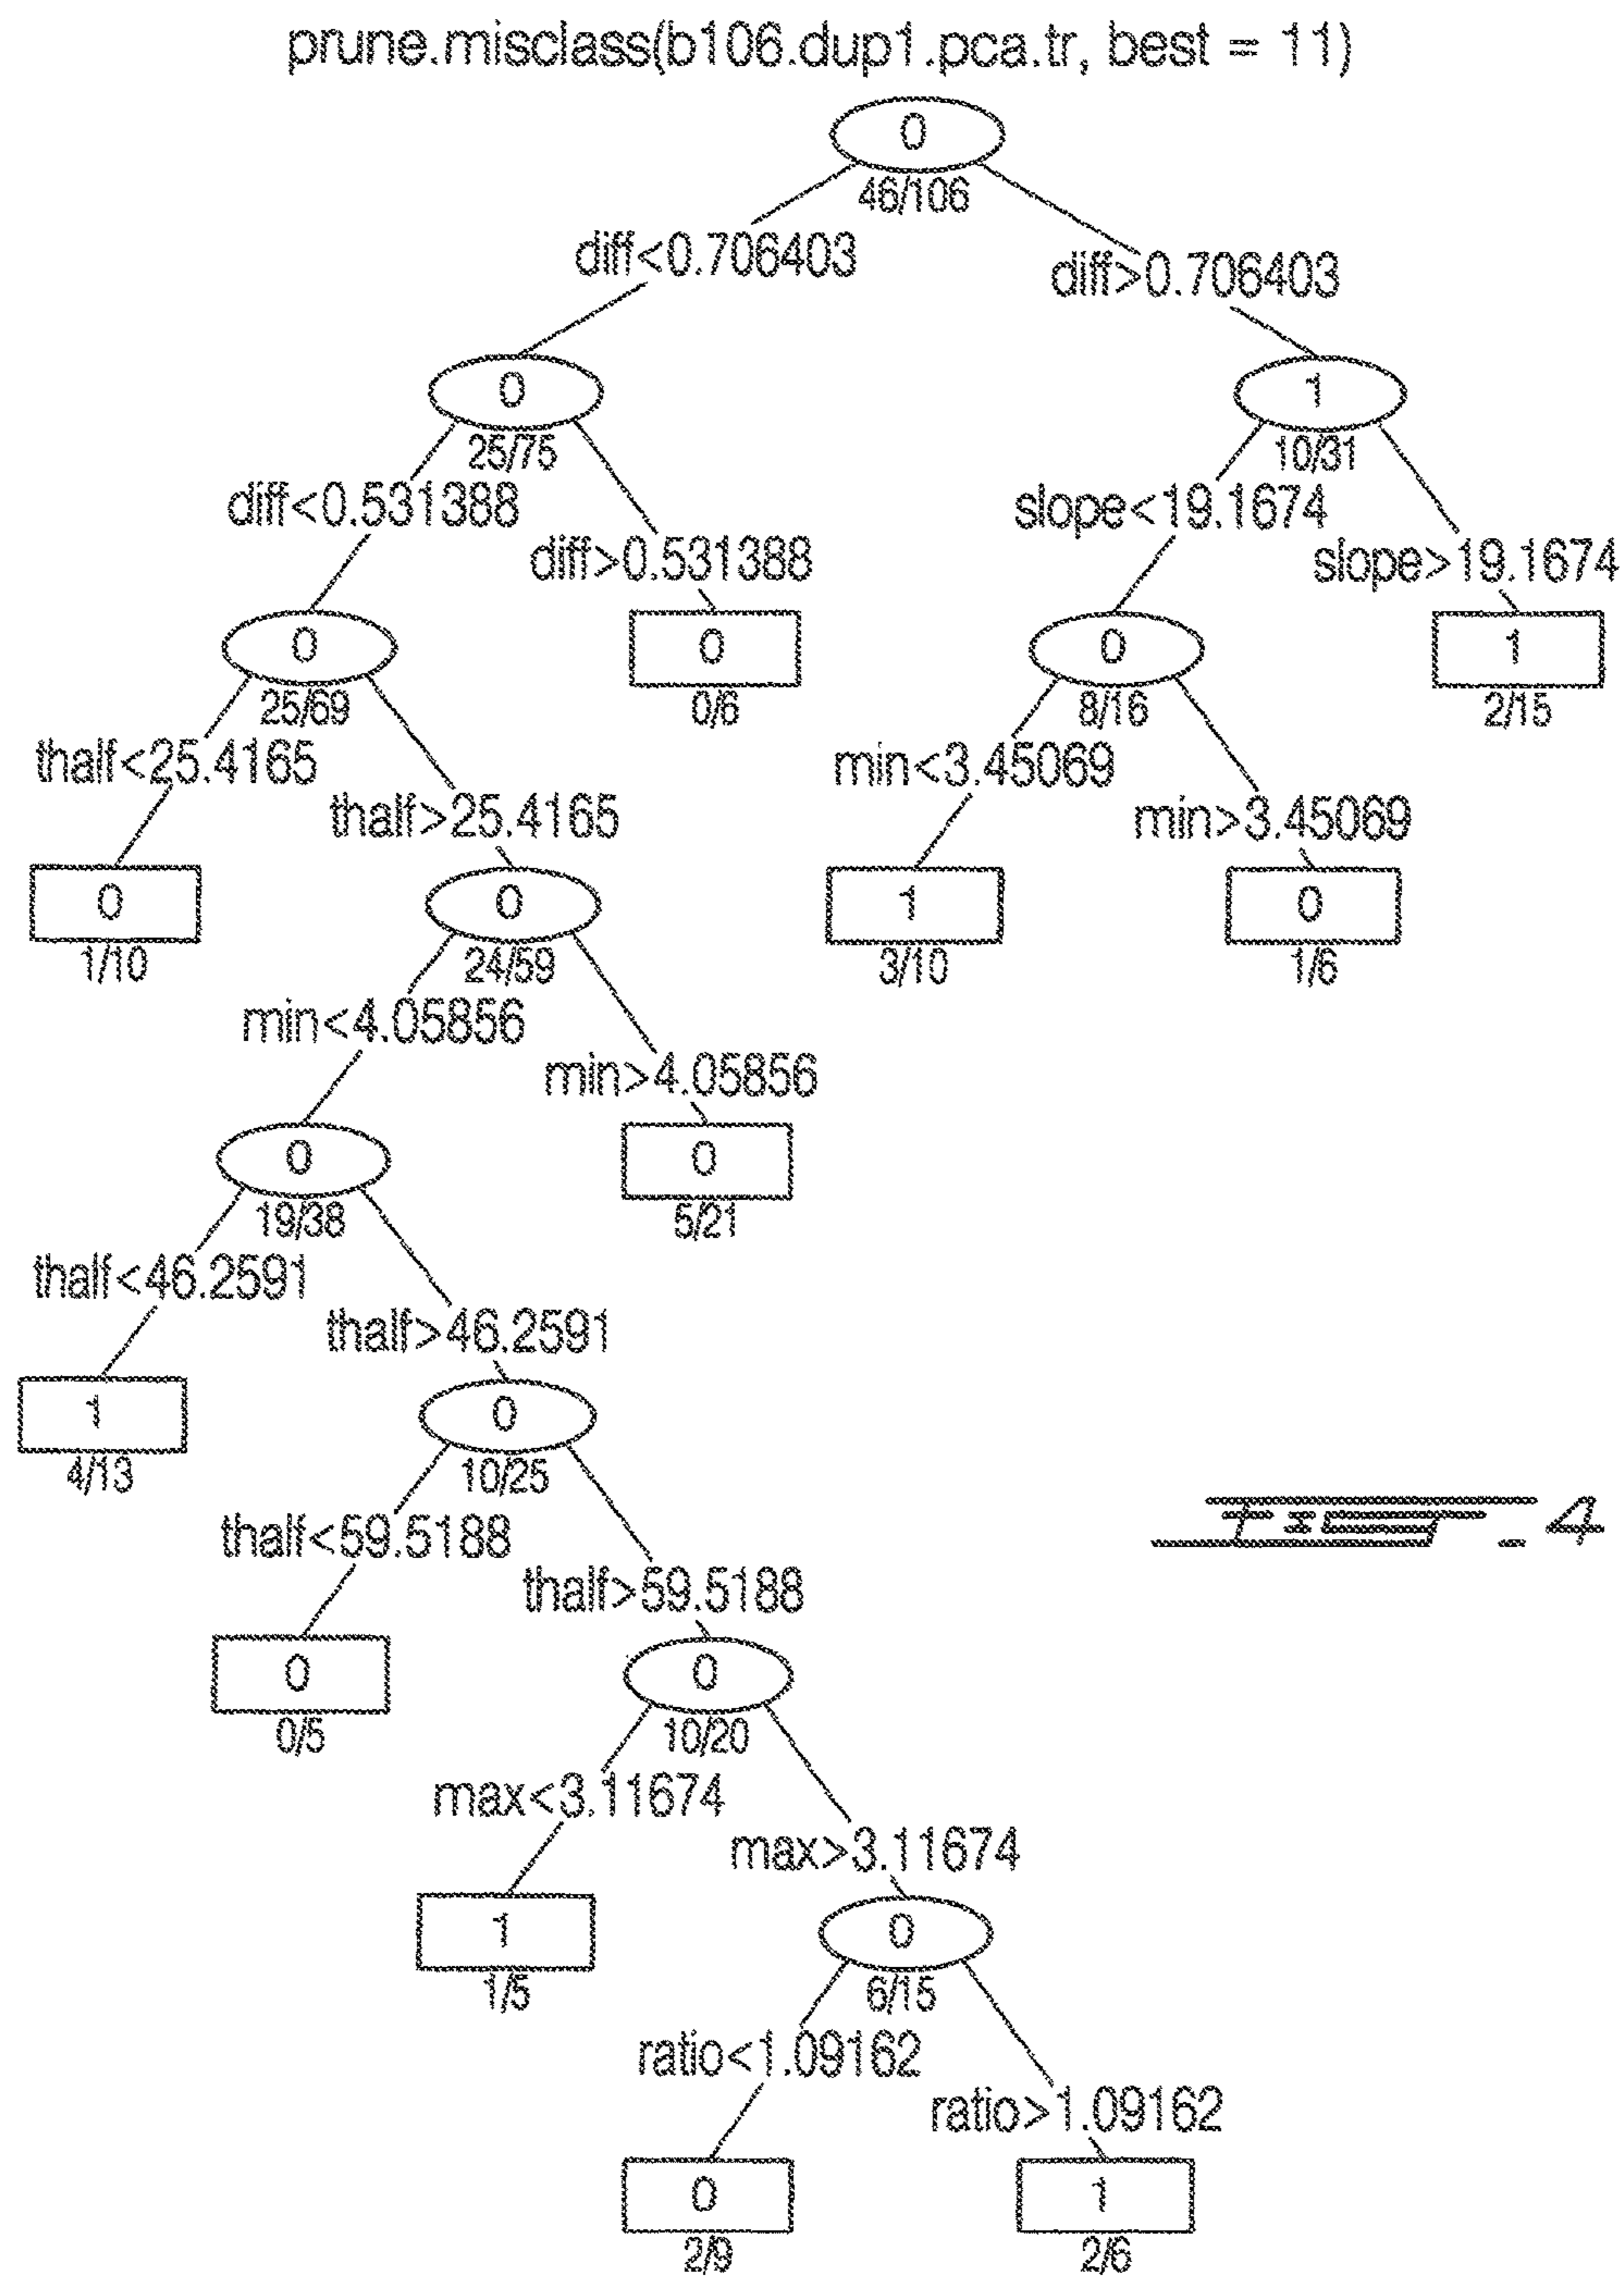 prune.misclass(b106.dup1.pca.tr, best = 11)
0
46/106
diff<0.706403
diff>0.706403
0
1
25/75
10/31
diff<0.531388
slope<19.1674
diff>0.531388
slope>19.1674
0
0
0
1
25/69
0/6
8/16
2/15
thalf<25.4165
min<3.45069
thalf>25.4165
min>3.45069
0
0
1
0
1/10
24/59
3/10
1/6
min<4.05856
min>4.05856
0
0
19/38
5/21
thalf<46.2591
thalf>46.2591
1
0
4/13
10/25
FIG. 4
thalf<59.5188
thalf>59.5188
0
0
0/5
10/20
max<3.11674
max>3.11674
1
0
1/5
6/15
ratio<1.09162
ratio>1.09162
0
1
2/9
2/6